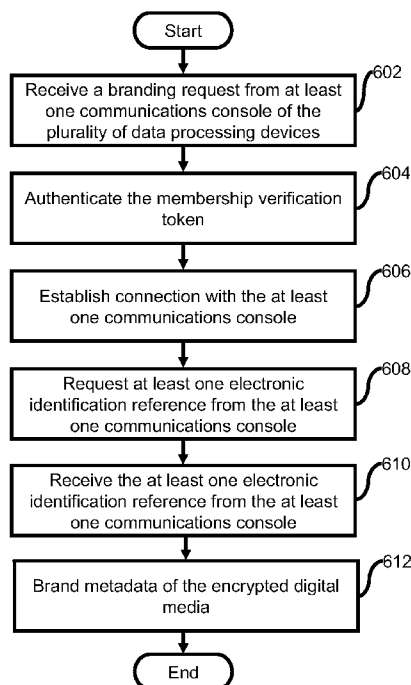 Start
602
Receive a branding request from at least
one communications console of the
plurality of data processing devices
604
Authenticate the membership verification
token
606
Establish connection with the at least
one communications console
608
Request at least one electronic
identification reference from the at least
one communications console
610
Receive the at least one electronic
identification reference from the at least
one communications console
612
Brand metadata of the encrypted digital
media
End